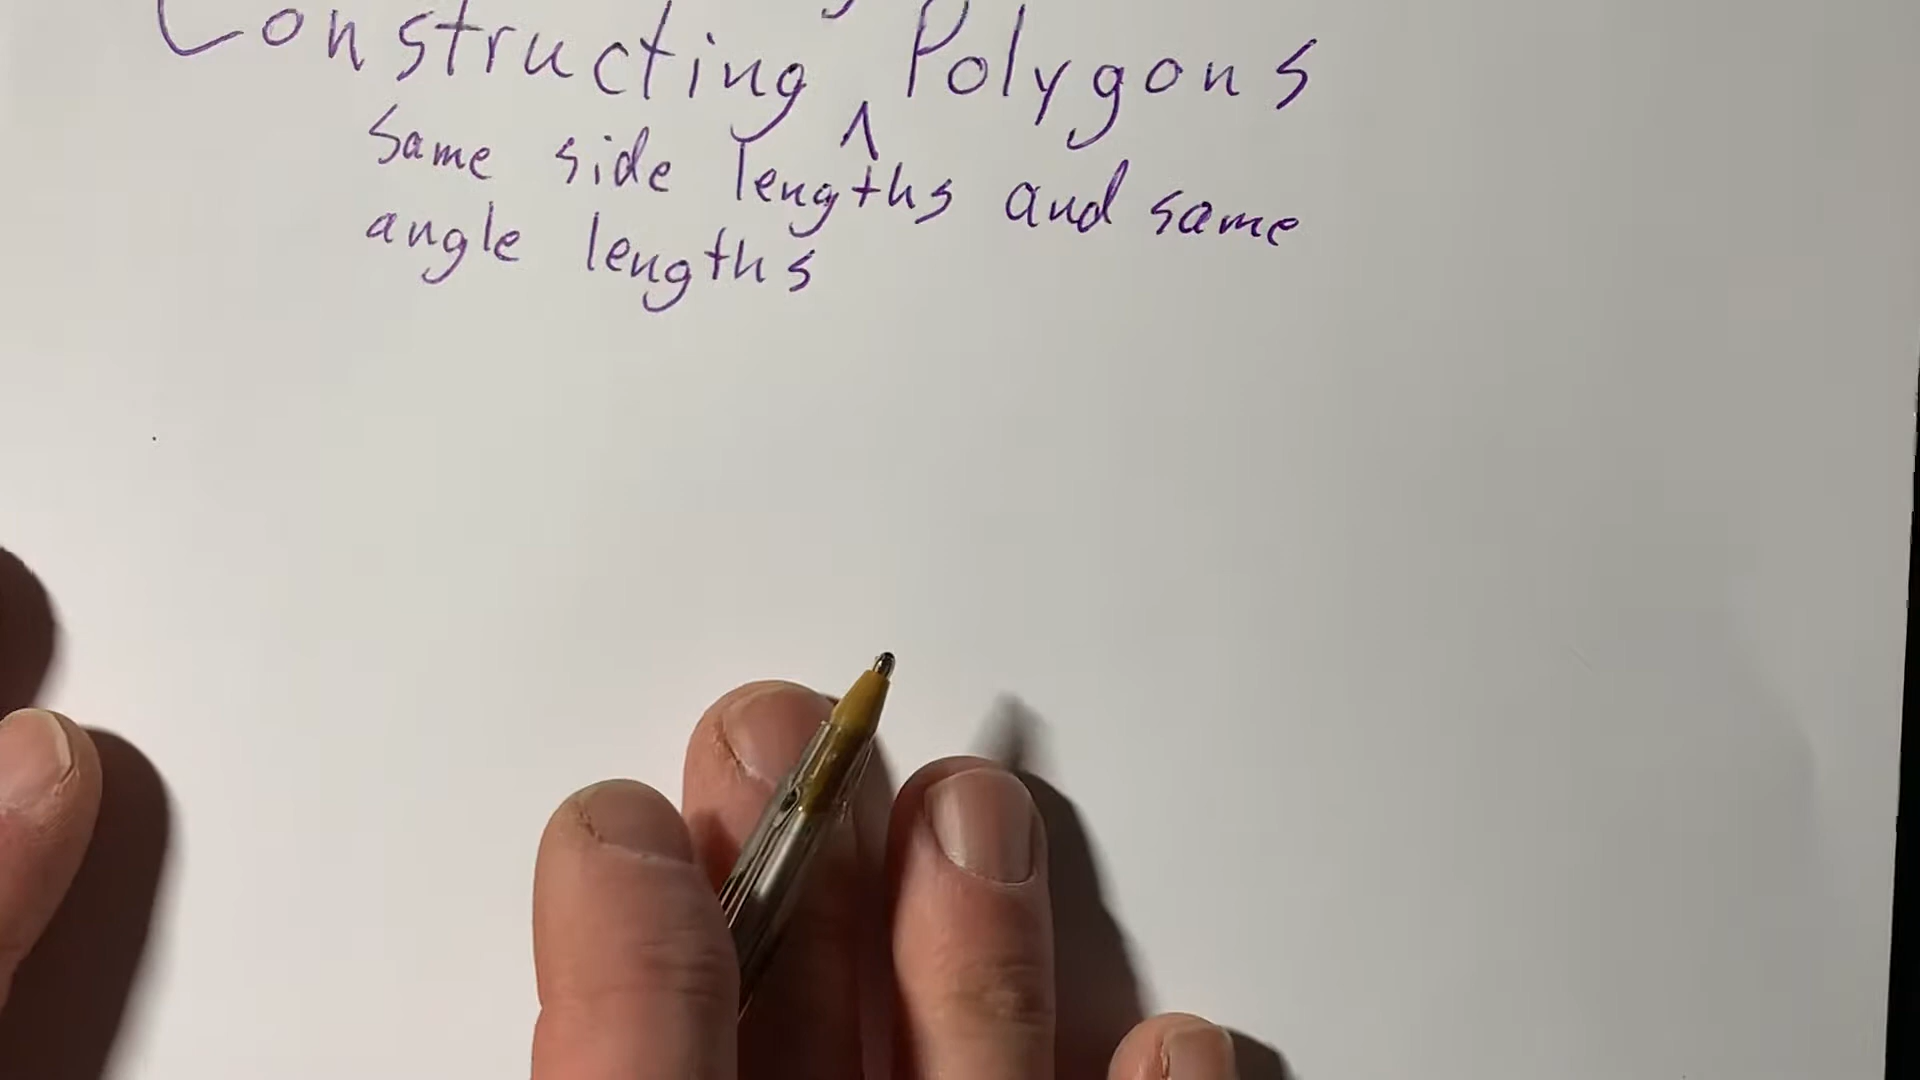 Constructing ^ Polygons
same side lengths and same
angle lengths